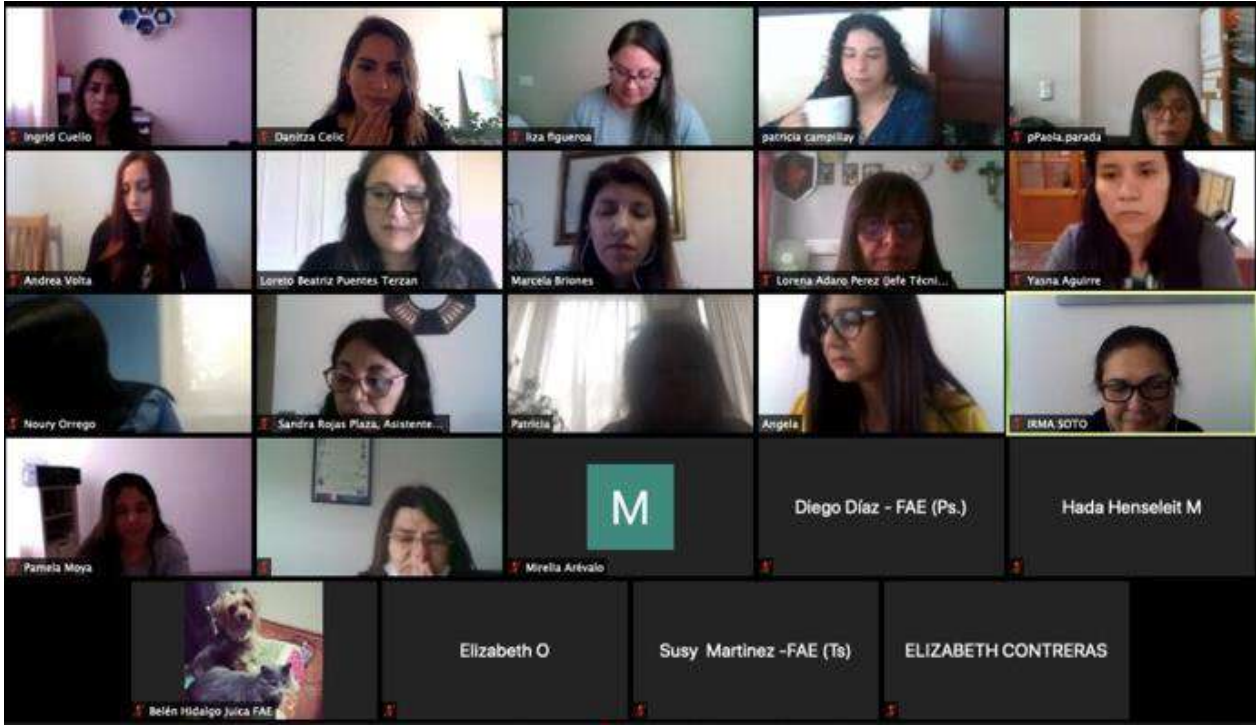 Ingrid Cuello
Danitza Celic
liza figueroa
patricia campillay
pPaola.parada
Andrea Volta
Loreto Beatriz Puentes Terzan
Marcela Briones
Lorena Adaro Perez (Jefe Técni...
Yasna Aguirre
Noury Orrego
Sandra Rojas Plaza, Asistente...
Patricia
Angela
IRMA SOTO
Pamela Moya
M
Mirella Arévalo
Diego Díaz - FAE (Ps.)
Hada Henseleit M
Belén Hidalgo Juica FAE
Elizabeth O
Susy Martinez -FAE (Ts)
ELIZABETH CONTRERAS